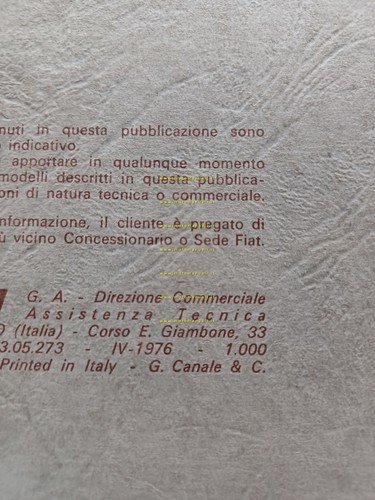 nuti in questa pubblicazione sono
indicativo.
apportare in qualunque momento
modelli descritti in questa pubblica-
oni di natura tecnica o commerciale.
nformazione, il cliente è pregato di
ù vicino Concessionario o Sede Fiat.
G. A. - Direzione Commerciale
Assistenza Tecnica
O (Italia) - Corso E. Giambone, 33
3.05.273 - IV-1976 - 1.000
Printed in Italy - G. Canale & C.